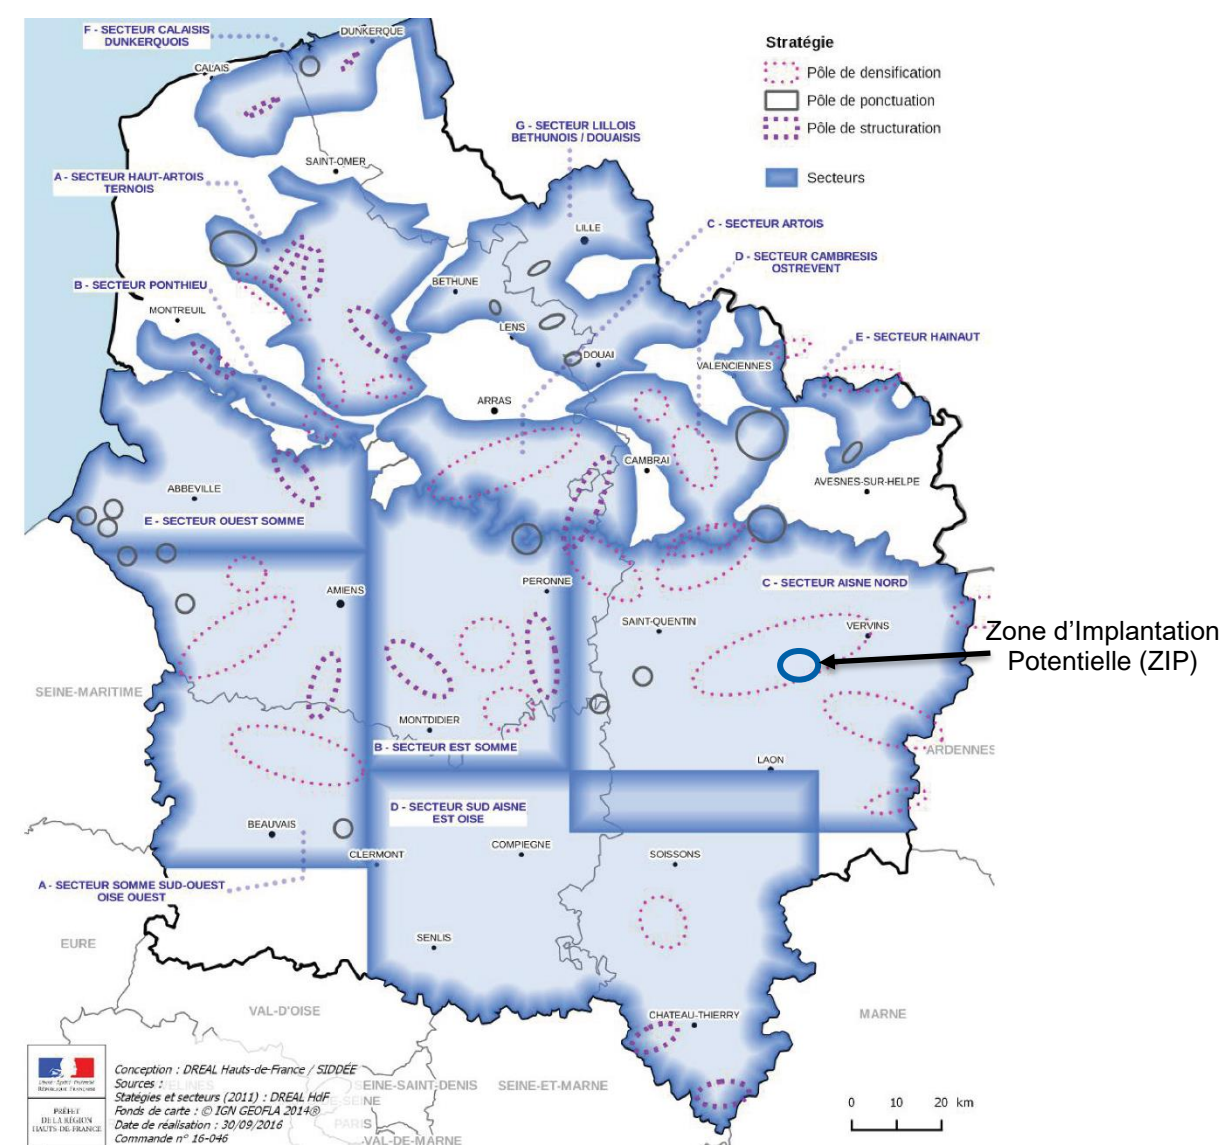 F - SECTEUR CALAISIS
DUNKERQUOIS
DUNKERQUE
CALAIS
Stratégie
Pôle de densification
Pôle de ponctuation
Pôle de structuration
Secteurs
G - SECTEUR LILLOIS
BETHUNOIS / DOUAISIS
SAINT-OMER
A - SECTEUR HAUT-ARTOIS
TERNOIS
LILLE
C - SECTEUR ARTOIS
D - SECTEUR CAMBRESIS
OSTREVENT
BETHUNE
B - SECTEUR PONTHIEU
MONTREUIL
LENS
E - SECTEUR HAINAUT
DOUAI
VALENCIENNES
ARRAS
CAMBRAI
AVESNES-SUR-HELPE
ABBEVILLE
E - SECTEUR OUEST SOMME
PERONNE
C - SECTEUR AISNE NORD
AMIENS
SAINT-QUENTIN
VERVINS
Zone d’Implantation
Potentielle (ZIP)
SEINE-MARITIME
MONTDIDIER
B - SECTEUR EST SOMME
ARDENNES
LAON
D - SECTEUR SUD AISNE
EST OISE
BEAUVAIS
COMPIEGNE
CLERMONT
SOISSONS
A - SECTEUR SOMME SUD-OUEST
OISE OUEST
EURE
SENLIS
VAL-D'OISE
CHATEAU-THIERRY
MARNE
Conception : DREAL Hauts-de-France / SIDDÉE
Sources :
Statégies et secteurs (2011) : DREAL HdF
Fonds de carte : © IGN GEOFLA 2014®
Date de réalisation : 30/09/2016
Commande n° 16-046
SEINE-SAINT-DENIS
SEINE-ET-MARNE
PARIS
VAL-DE-MARNE
RÉPUBLIQUE FRANÇAISE
PRÉFET
DE LA RÉGION
HAUTS-DE-FRANCE
0 10 20 km